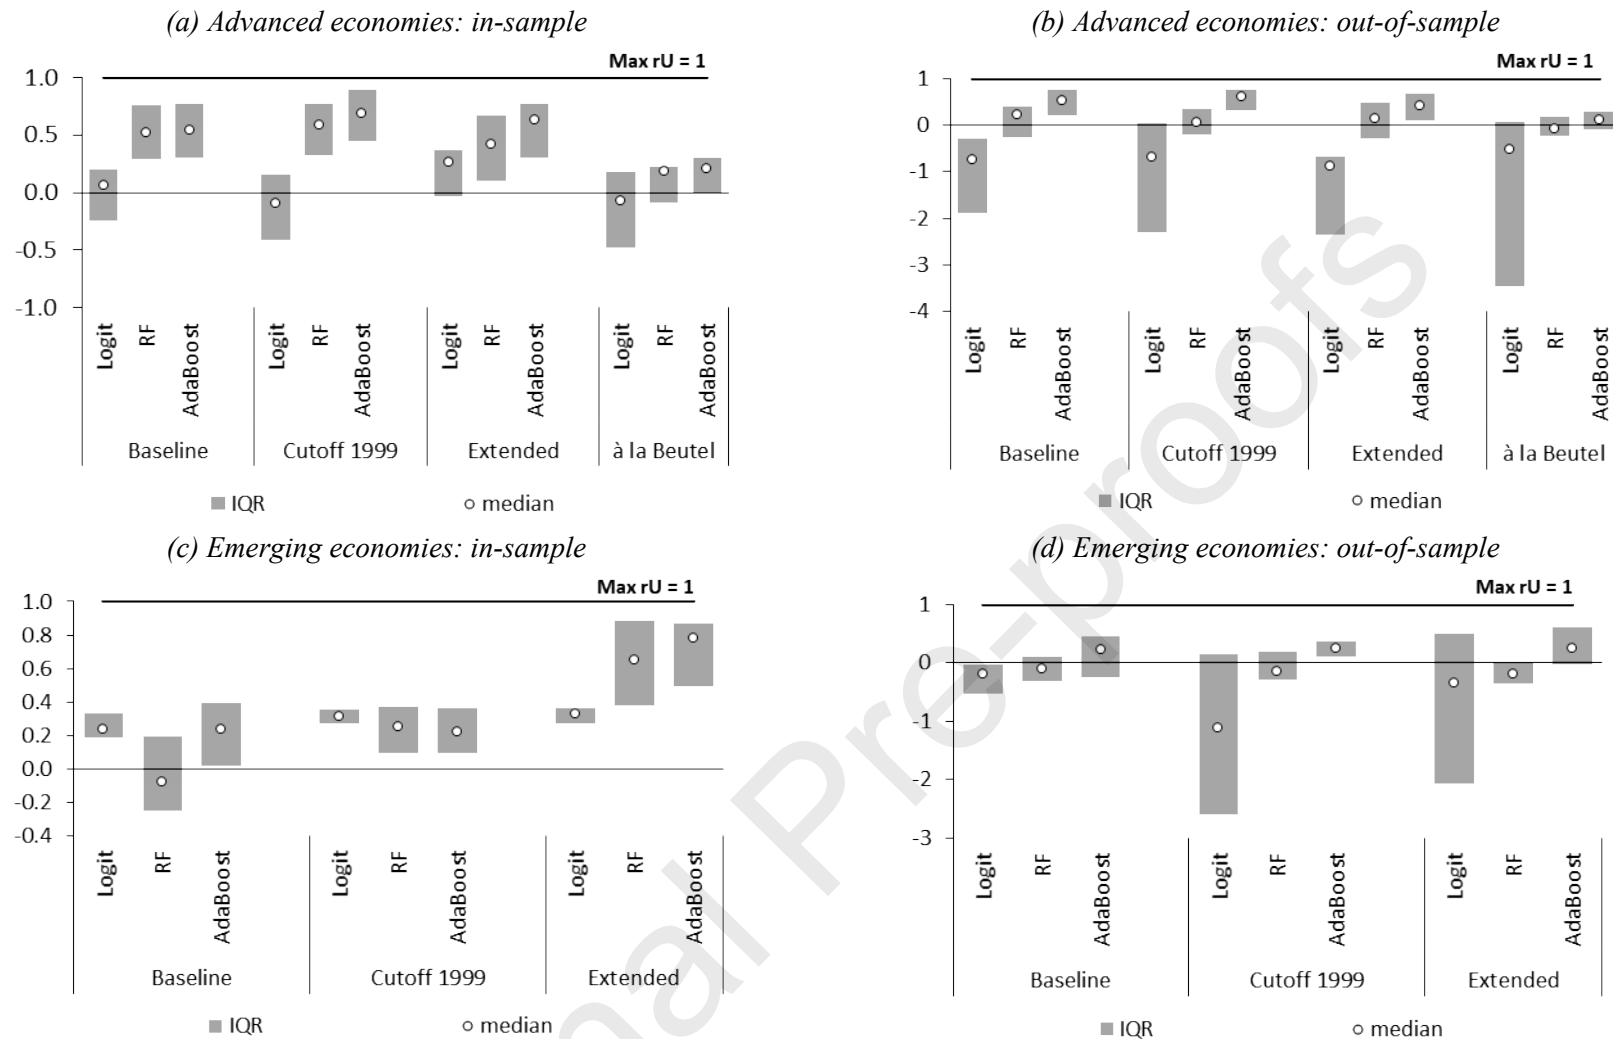 (a) Advanced economies: in-sample
Max rU = 1
1.0
0.5
0.0
-0.5
-1.0
Logit
RF
AdaBoost
Logit
RF
AdaBoost
Logit
RF
AdaBoost
Logit
RF
AdaBoost
Baseline
Cutoff 1999
Extended
à la Beutel
IQR
median
(b) Advanced economies: out-of-sample
Max rU = 1
1
0
-1
-2
-3
-4
Logit
RF
AdaBoost
Logit
RF
AdaBoost
Logit
RF
AdaBoost
Logit
RF
AdaBoost
Baseline
Cutoff 1999
Extended
à la Beutel
IQR
median
(c) Emerging economies: in-sample
Max rU = 1
1.0
0.8
0.6
0.4
0.2
0.0
-0.2
-0.4
Logit
RF
AdaBoost
Logit
RF
AdaBoost
Logit
RF
AdaBoost
Baseline
Cutoff 1999
Extended
IQR
median
(d) Emerging economies: out-of-sample
Max rU = 1
1
0
-1
-2
-3
Logit
RF
AdaBoost
Logit
RF
AdaBoost
Logit
RF
AdaBoost
Baseline
Cutoff 1999
Extended
IQR
median
nal Pre-proofs